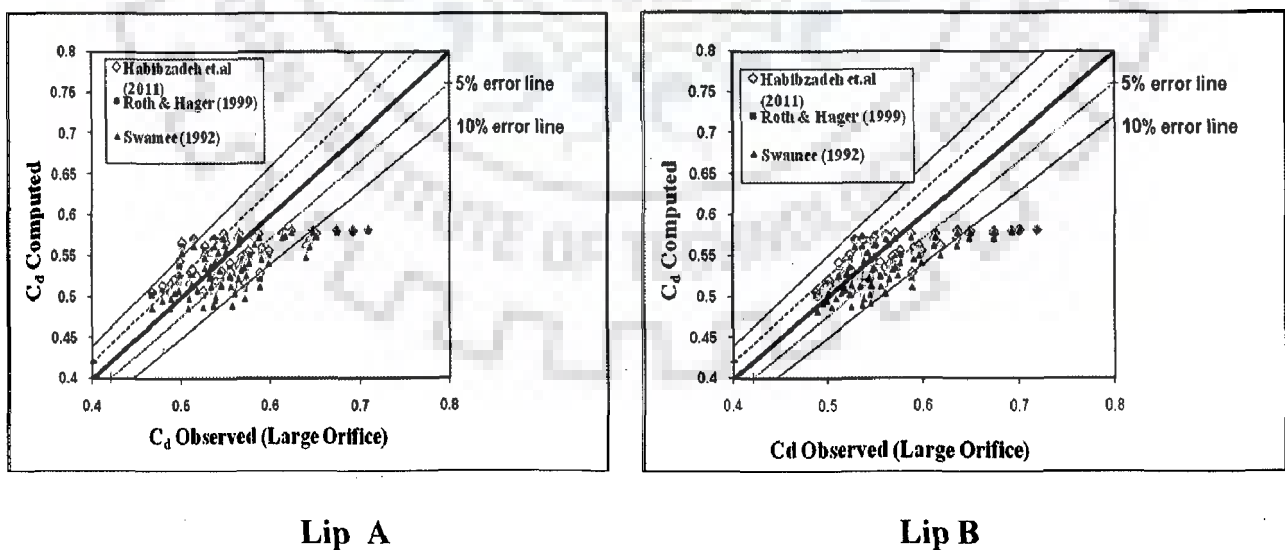 0.8
0.75
0.7
0.65
0.6
0.55
0.5
0.45
0.4
C_d Computed
Habibzadeh et.al
(2011)
Roth & Hager (1999)
Swamee (1992)
5% error line
10% error line
0.4 0.5 0.6 0.7 0.8
C_d Observed (Large Orifice)
Lip A
0.8
0.75
0.7
0.65
0.6
0.55
0.5
0.45
0.4
C_d Computed
Habibzadeh et.al
(2011)
Roth & Hager (1999)
Swamee (1992)
5% error line
10% error line
0.4 0.5 0.6 0.7 0.8
Cd Observed (Large Orifice)
Lip B